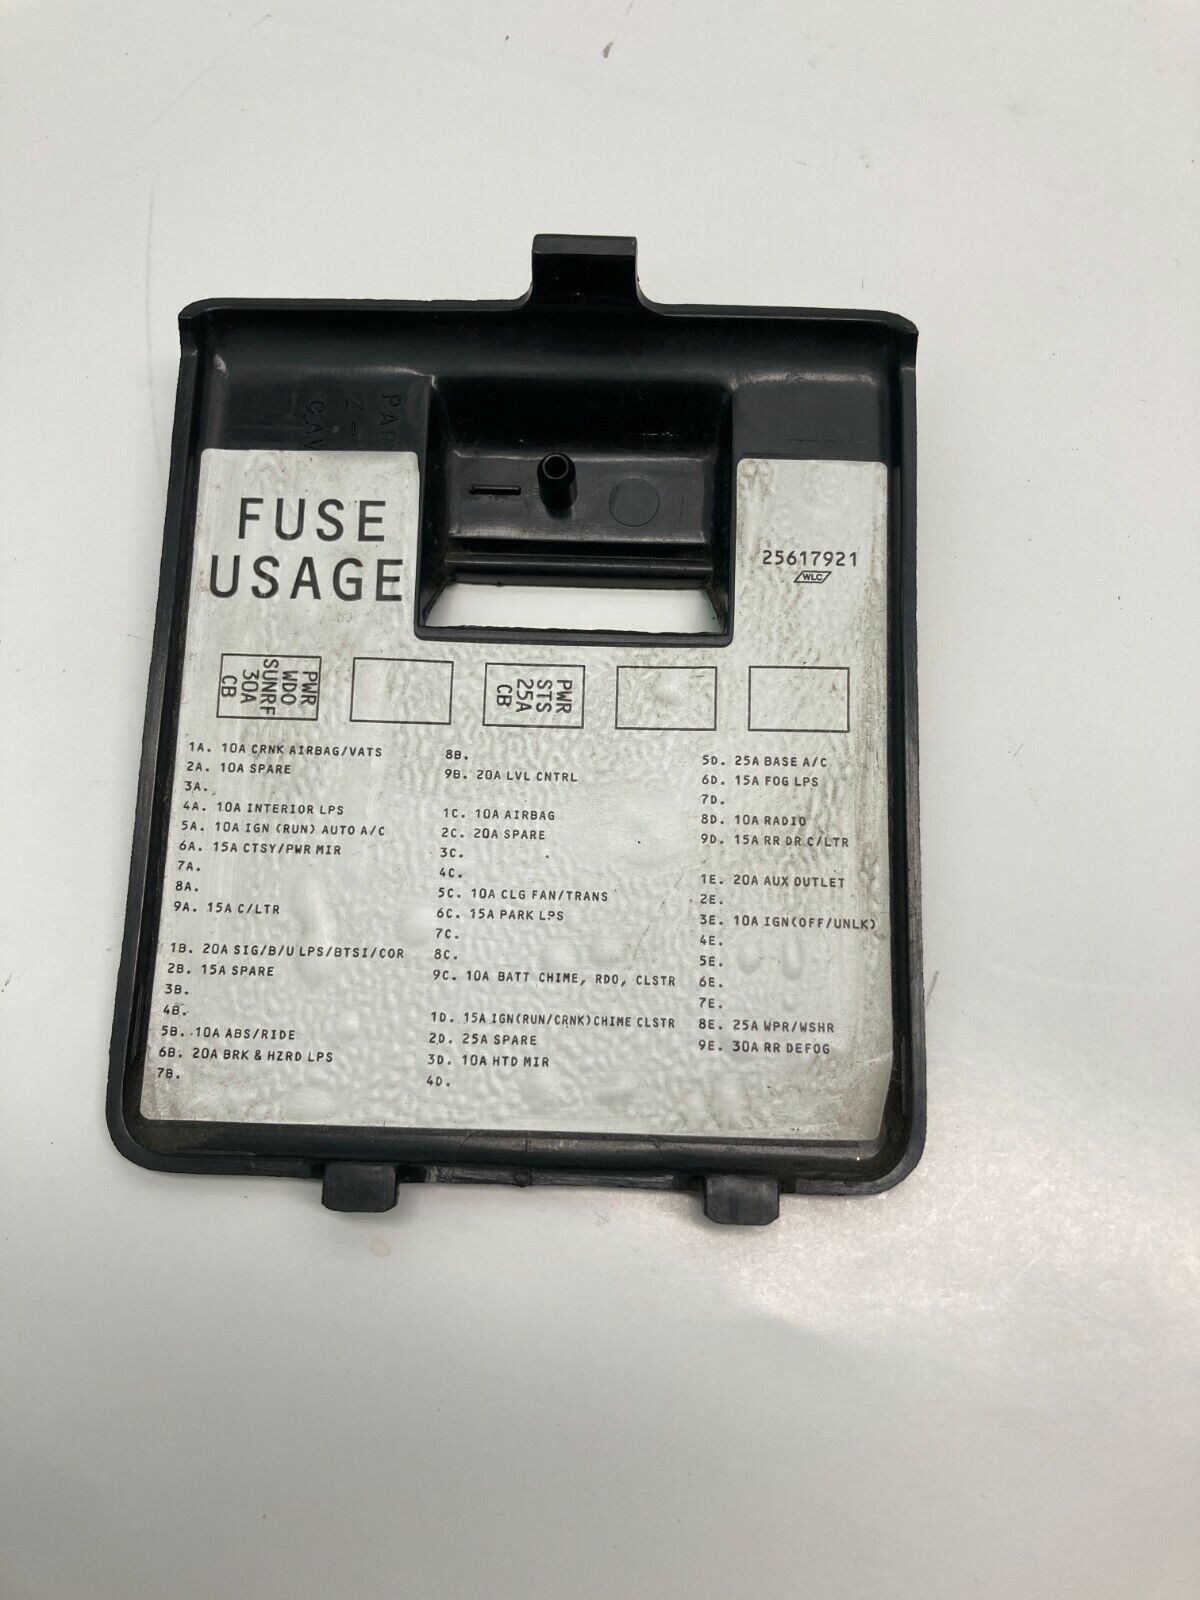 PAP
Z-
CAV
FUSE
USAGE
25617921
WLC
PWR
WDO
SUNRF
30A
CB
PWR
STS
25A
CB
1A. 10A CRNK AIRBAG/VATS
2A. 10A SPARE
3A.
4A. 10A INTERIOR LPS
5A. 10A IGN (RUN) AUTO A/C
6A. 15A CTSY/PWR MIR
7A.
8A.
9A. 15A C/LTR
1B. 20A SIG/B/U LPS/BTSI/COR
2B. 15A SPARE
3B.
4B.
5B. 10A ABS/RIDE
6B. 20A BRK & HZRD LPS
7B.
8B.
9B. 20A LVL CNTRL
1C. 10A AIRBAG
2C. 20A SPARE
3C.
4C.
5C. 10A CLG FAN/TRANS
6C. 15A PARK LPS
7C.
8C.
9C. 10A BATT CHIME, RDO, CLSTR
1D. 15A IGN(RUN/CRNK)CHIME CLSTR
2D. 25A SPARE
3D. 10A HTD MIR
4D.
5D. 25A BASE A/C
6D. 15A FOG LPS
7D.
8D. 10A RADIO
9D. 15A RR DR C/LTR
1E. 20A AUX OUTLET
2E.
3E. 10A IGN(OFF/UNLK)
4E.
5E.
6E.
7E.
8E. 25A WPR/WSHR
9E. 30A RR DEFOG